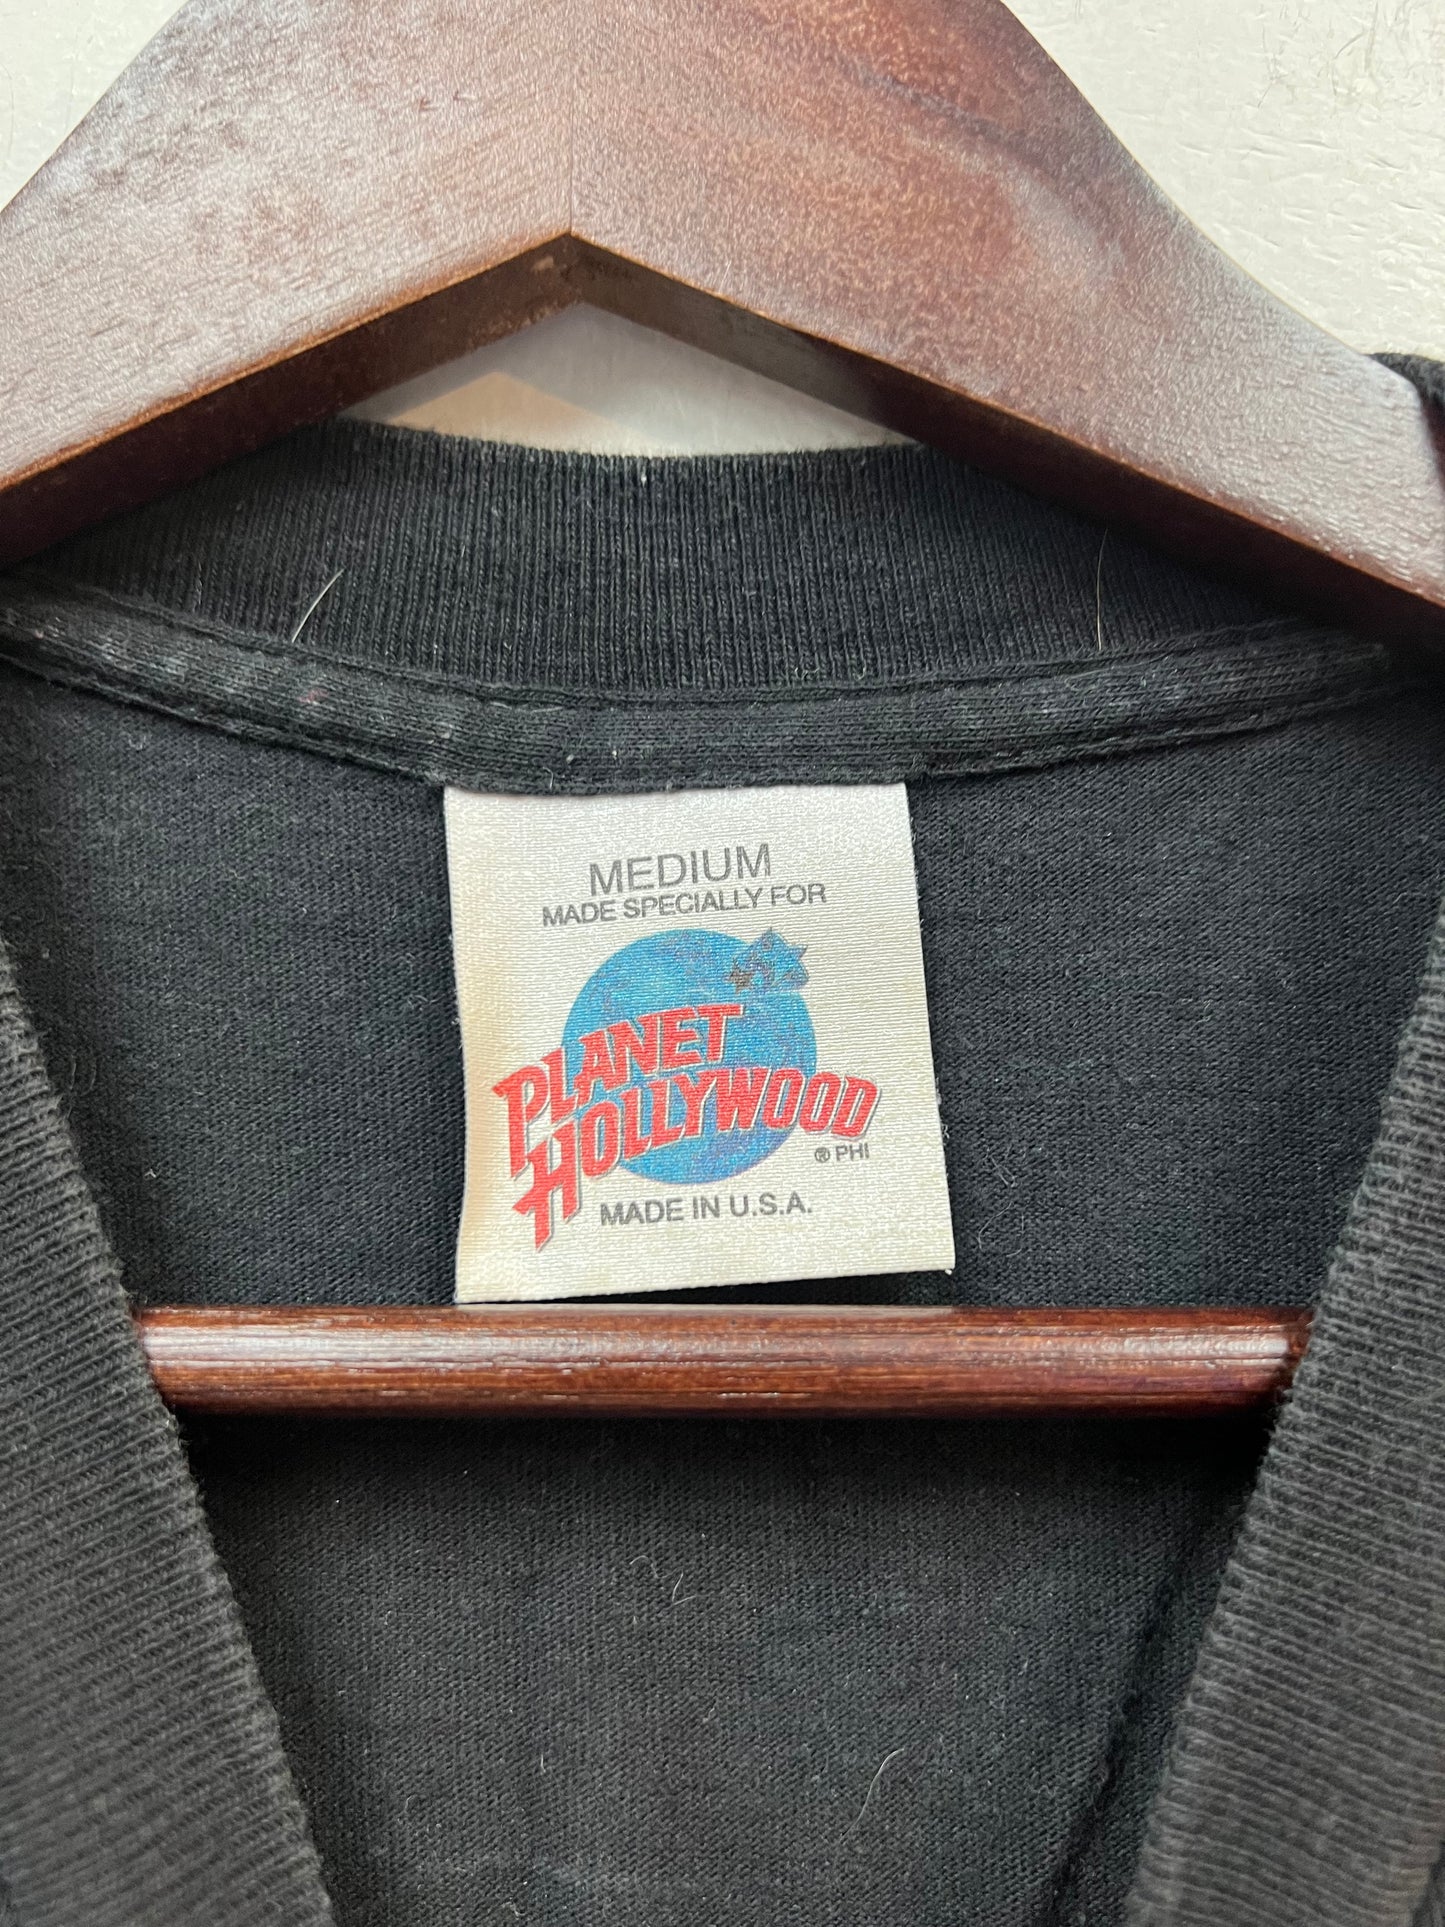 MEDIUM
MADE SPECIALLY FOR
PLANET
HOLLYWOOD
® PHI
MADE IN U.S.A.